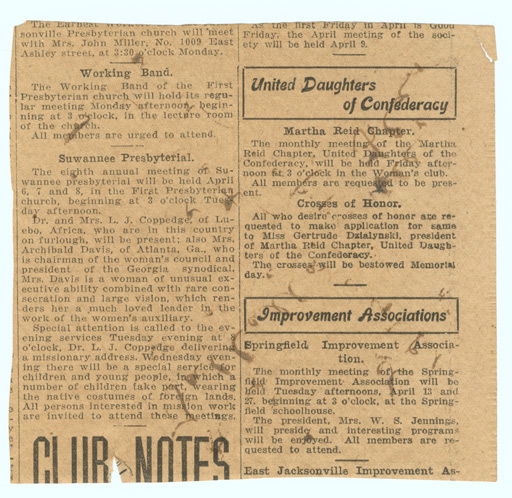 The Earnest
sonville Presbyterian church will
meet with Mrs. John Miller, No. 1009 East
Ashley street, at 3:30 o'clock Monday.
Working Band.
The Working Band of the First
Presbyterian church will hold its regu-
lar meeting Monday afternoon, begin-
ning at 3 o'clock, in the lecture room
of the church.
All members are urged to attend.
Suwannee Presbyterial.
The eighth annual meeting of Su-
wannee presbyterial will be held April
6, 7 and 8, in the First Presbyterian
church, beginning at 3 o'clock Tues-
day afternoon.
Dr. and Mrs. L. J. Coppedge, of Lu-
ebo, Africa, who are in this country
on furlough, will be present; also Mrs.
Archibald Davis, of Atlanta, Ga., who
is chairman of the woman's council and
president of the Georgia synodical.
Mrs. Davis is a woman of unusual ex-
ecutive ability combined with rare con-
secration and large vision, which ren-
ders her a much loved leader in the
work of the women's auxiliary.
Special attention is called to the eve-
ning services Tuesday evening at 8
o'clock, Dr. L. J. Coppedge delivering
a missionary address. Wednesday eve-
ning there will be a special service for
children and young people, in which a
number of children take part, wearing
the native costumes of foreign lands.
All persons interested in mission work
are invited to attend these meetings.
CLUB NOTES
As the first Friday in April is Good
Friday, the April meeting of the soci-
ety will be held April 9.
United Daughters
of Confederacy
Martha Reid Chapter.
The monthly meeting of the Martha
Reid Chapter, United Daughters of the
Confederacy, will be held Friday after-
noon at 3 o'clock in the Woman's club.
All members are requested to be pres-
ent.
Crosses of Honor.
All who desire crosses of honor are re-
quested to make application for same
to Miss Gertrude Dzialynski, president
of Martha Reid Chapter, United Daugh-
ters of the Confederacy.
The crosses will be bestowed Memorial
day.
Improvement Associations
Springfield Improvement Associa-
tion.
The monthly meeting of the Spring-
field Improvement Association will be
held Tuesday afternoons, April 13 and
27, beginning at 3 o'clock, at the Spring-
field schoolhouse.
The president, Mrs. W. S. Jennings,
will preside and interesting programs
will be enjoyed. All members are re-
quested to attend.
East Jacksonville Improvement As-